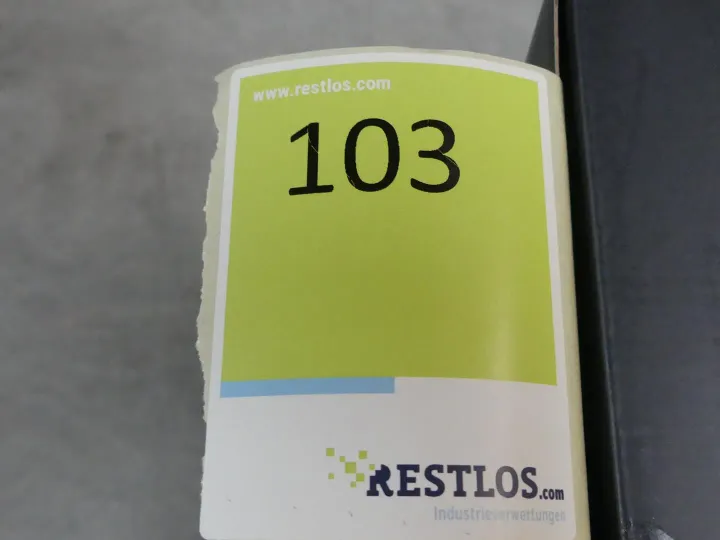 www.restlos.com
103
RESTLOS.com
Industrieverwertungen